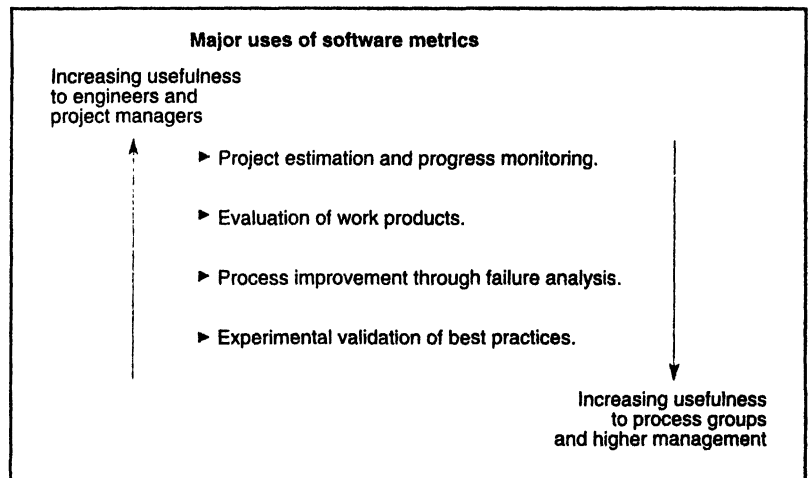 Major uses of software metrics
Increasing usefulness
to engineers and
project managers
► Project estimation and progress monitoring.
► Evaluation of work products.
► Process improvement through failure analysis.
► Experimental validation of best practices.
Increasing usefulness
to process groups
and higher management